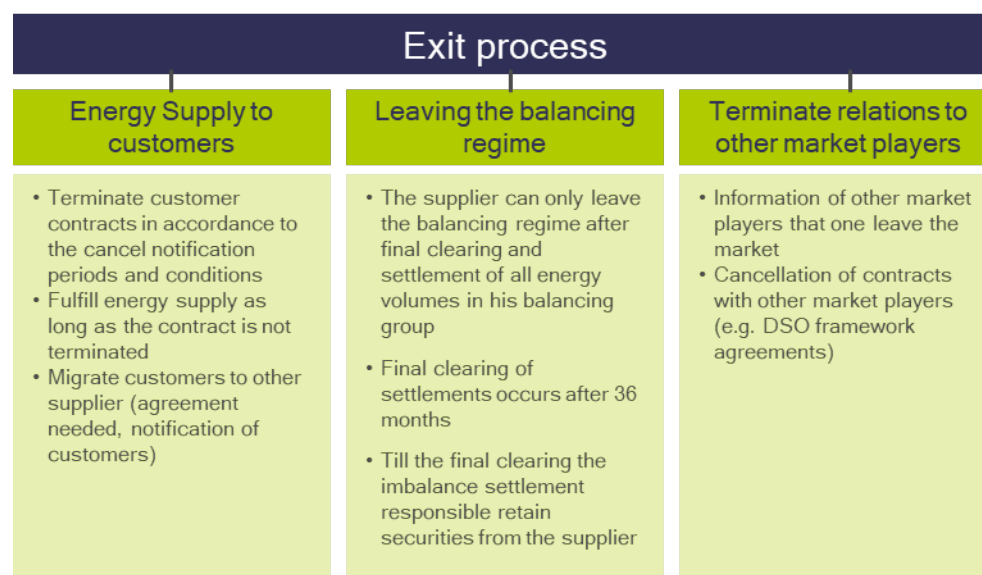 Exit process
Energy Supply to
customers
• Terminate customer
contracts in accordance to
the cancel notification
periods and conditions
• Fulfill energy supply as
long as the contract is not
terminated
• Migrate customers to other
supplier (agreement
needed, notification of
customers)
Leaving the balancing
regime
• The supplier can only leave
the balancing regime after
final clearing and
settlement of all energy
volumes in his balancing
group
• Final clearing of
settlements occurs after 36
months
• Till the final clearing the
imbalance settlement
responsible retain
securities from the supplier
Terminate relations to
other market players
• Information of other market
players that one leave the
market
• Cancellation of contracts
with other market players
(e.g. DSO framework
agreements)